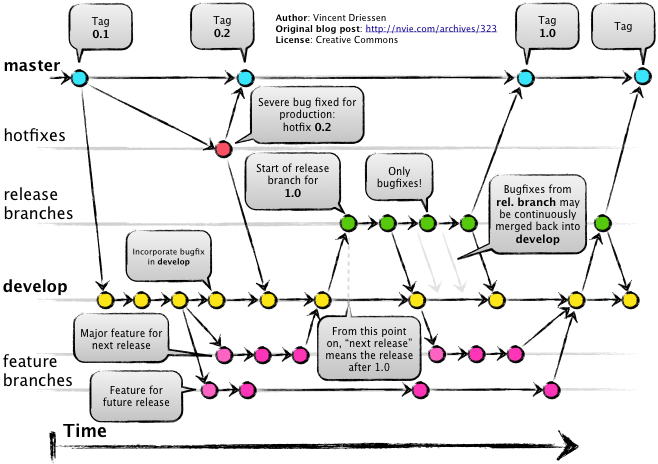 Tag
0.1
Tag
0.2
Author: Vincent Driessen
Original blog post: http://nvie.com/archives/323
License: Creative Commons
Tag
1.0
Tag
master
Severe bug fixed for
production:
hotfix 0.2
hotfixes
Start of release
branch for
1.0
Only
bugfixes!
Bugfixes from
rel. branch may
be continuously
merged back into
develop
release
branches
Incorporate bugfix
in develop
develop
Major feature for
next release
From this point
on, “next release”
means the release
after 1.0
feature
branches
Feature for
future release
Time